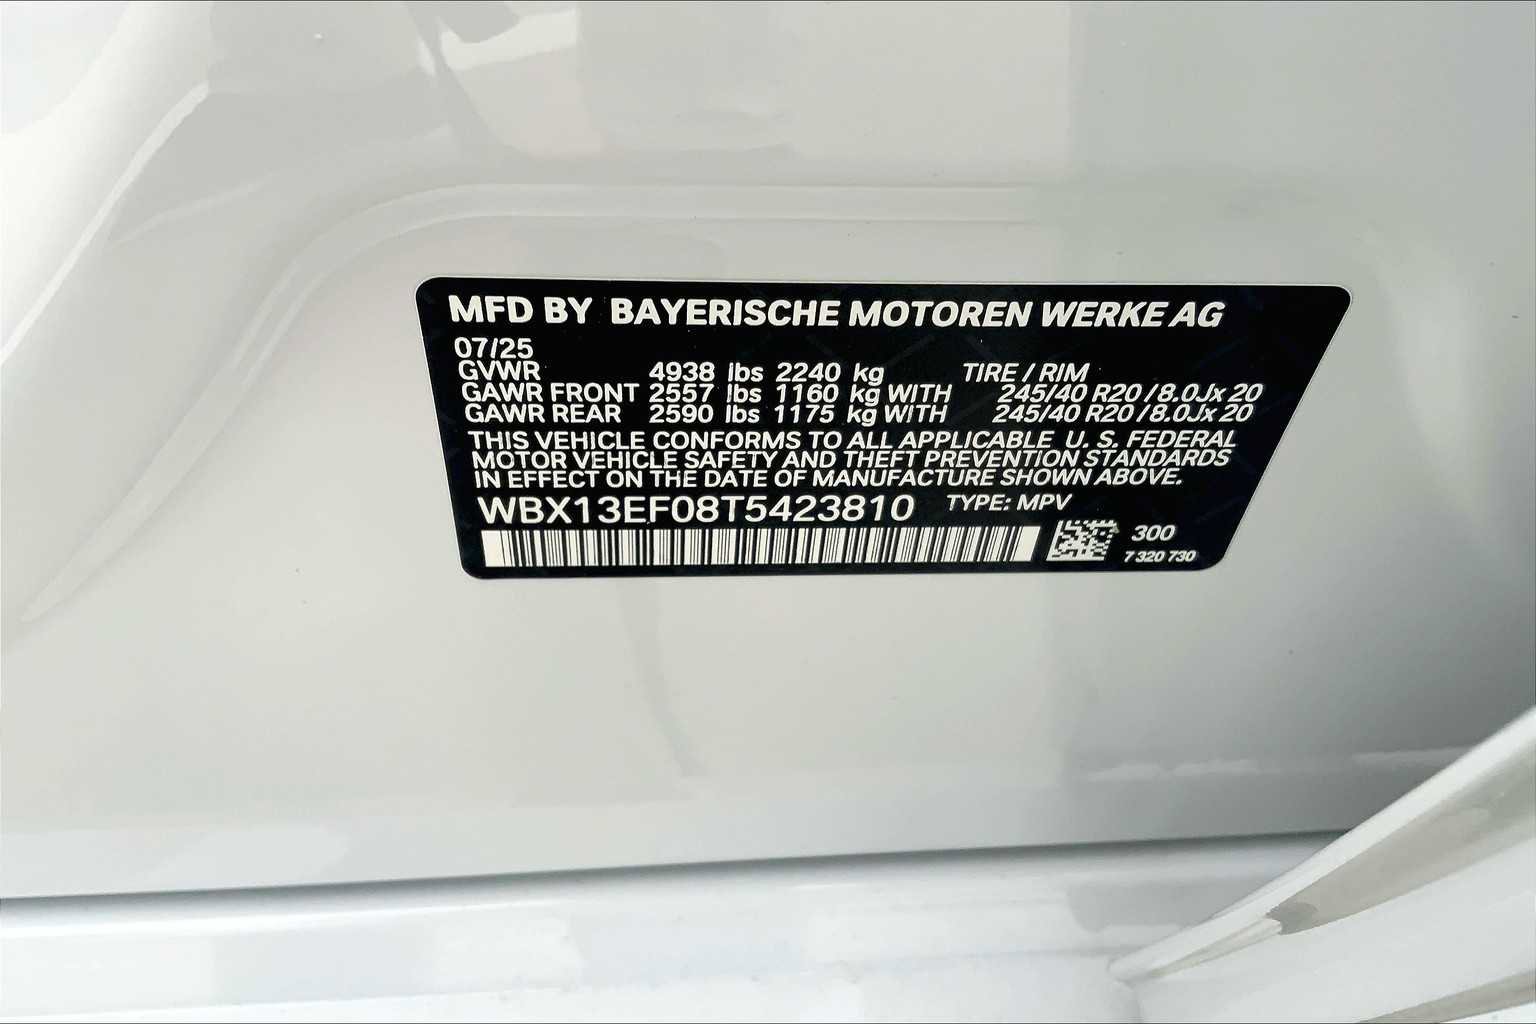 MFD BY BAYERISCHE MOTOREN WERKE AG
07/25
GVWR 4938 lbs 2240 kg TIRE / RIM
GAWR FRONT 2557 lbs 1160 kg WITH 245/40 R20 / 8.0Jx 20
GAWR REAR 2590 lbs 1175 kg WITH 245/40 R20 / 8.0Jx 20
THIS VEHICLE CONFORMS TO ALL APPLICABLE U. S. FEDERAL
MOTOR VEHICLE SAFETY AND THEFT PREVENTION STANDARDS
IN EFFECT ON THE DATE OF MANUFACTURE SHOWN ABOVE.
WBX13EF08T5423810 TYPE: MPV
300
7 320 730